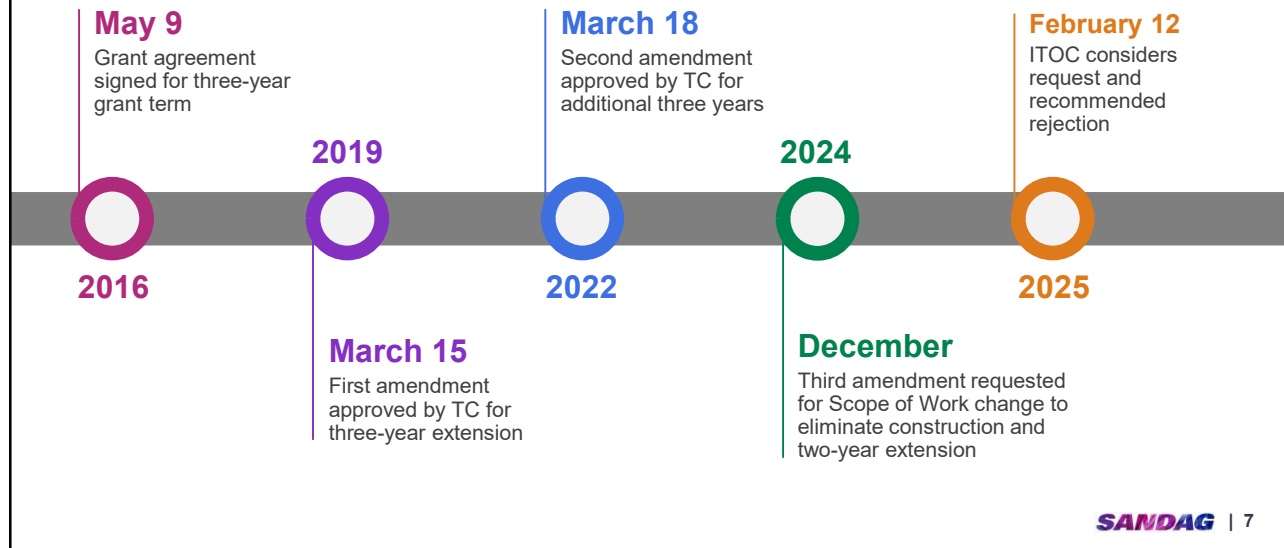 May 9
Grant agreement
signed for three-year
grant term
2016
2019
March 15
First amendment
approved by TC for
three-year extension
March 18
Second amendment
approved by TC for
additional three years
2022
2024
December
Third amendment requested
for Scope of Work change to
eliminate construction and
two-year extension
February 12
ITOC considers
request and
recommended
rejection
2025
SANDAG | 7